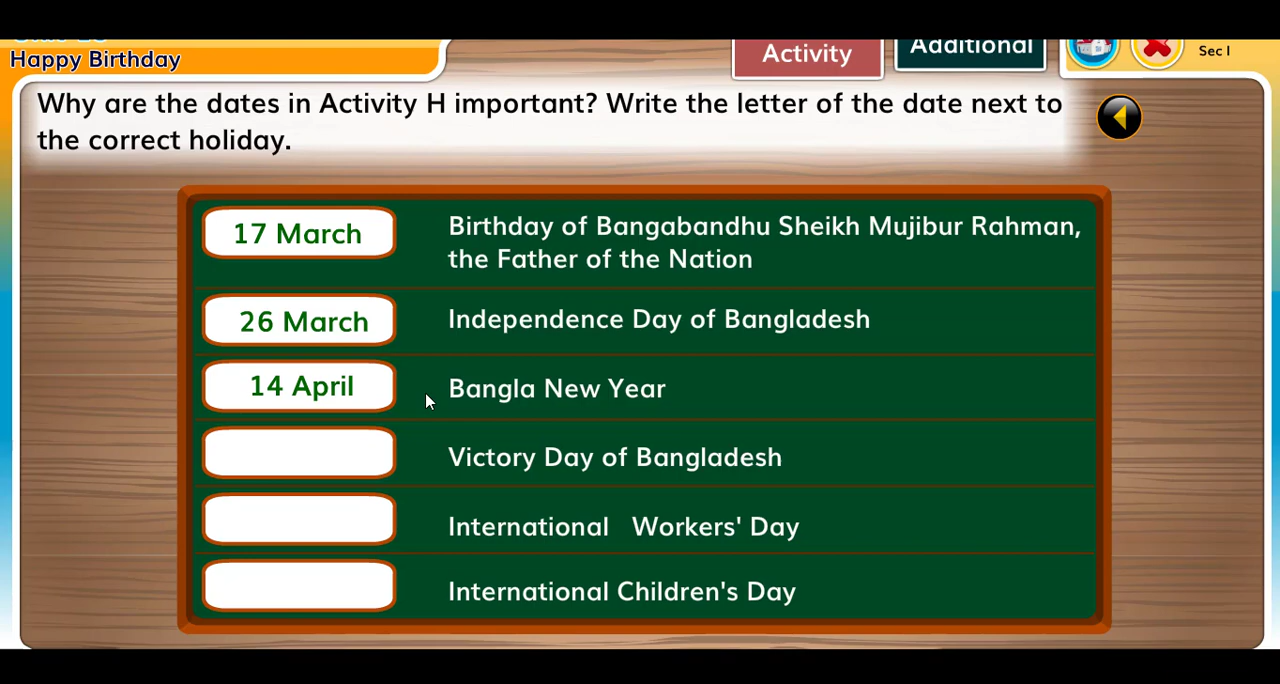 Happy Birthday
Activity
Additional
Sec I
Why are the dates in Activity H important? Write the letter of the date next to
the correct holiday.
17 March
Birthday of Bangabandhu Sheikh Mujibur Rahman,
the Father of the Nation
26 March
Independence Day of Bangladesh
14 April
Bangla New Year
Victory Day of Bangladesh
International Workers' Day
International Children's Day